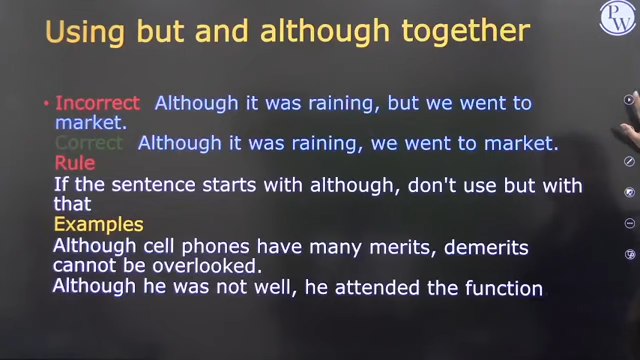 Using but and although together
PW
• Incorrect Although it was raining, but we went to
market.
Correct Although it was raining, we went to market.
Rule
If the sentence starts with although, don't use but with
that
Examples
Although cell phones have many merits, demerits
cannot be overlooked.
Although he was not well, he attended the function